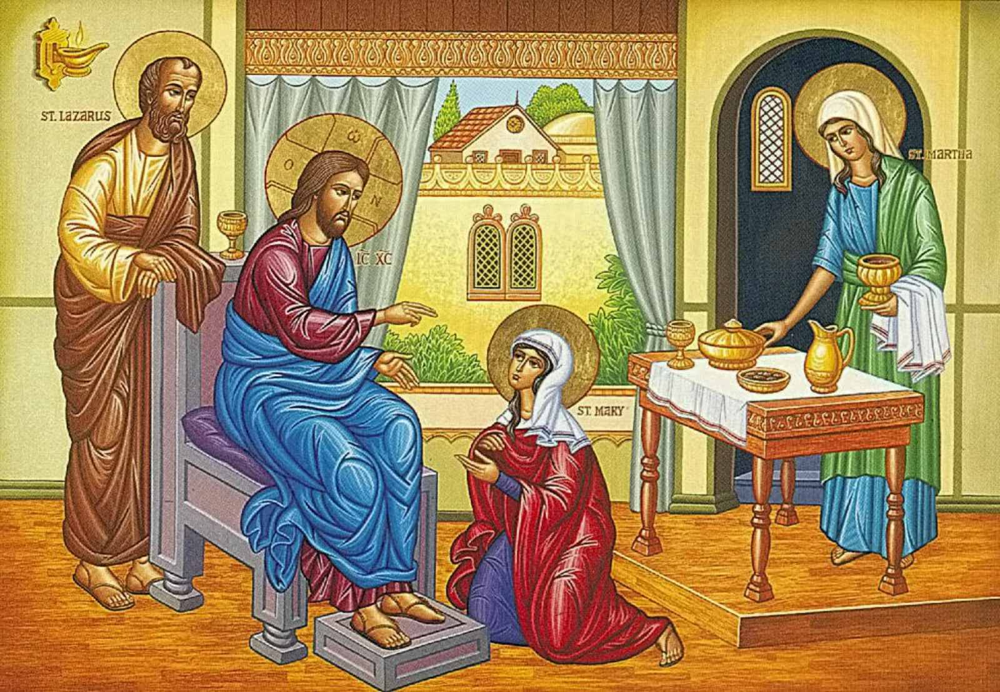 ST. LAZARUS
Ο ω Ν
IC XC
ST. MARTHA
ST. MARY